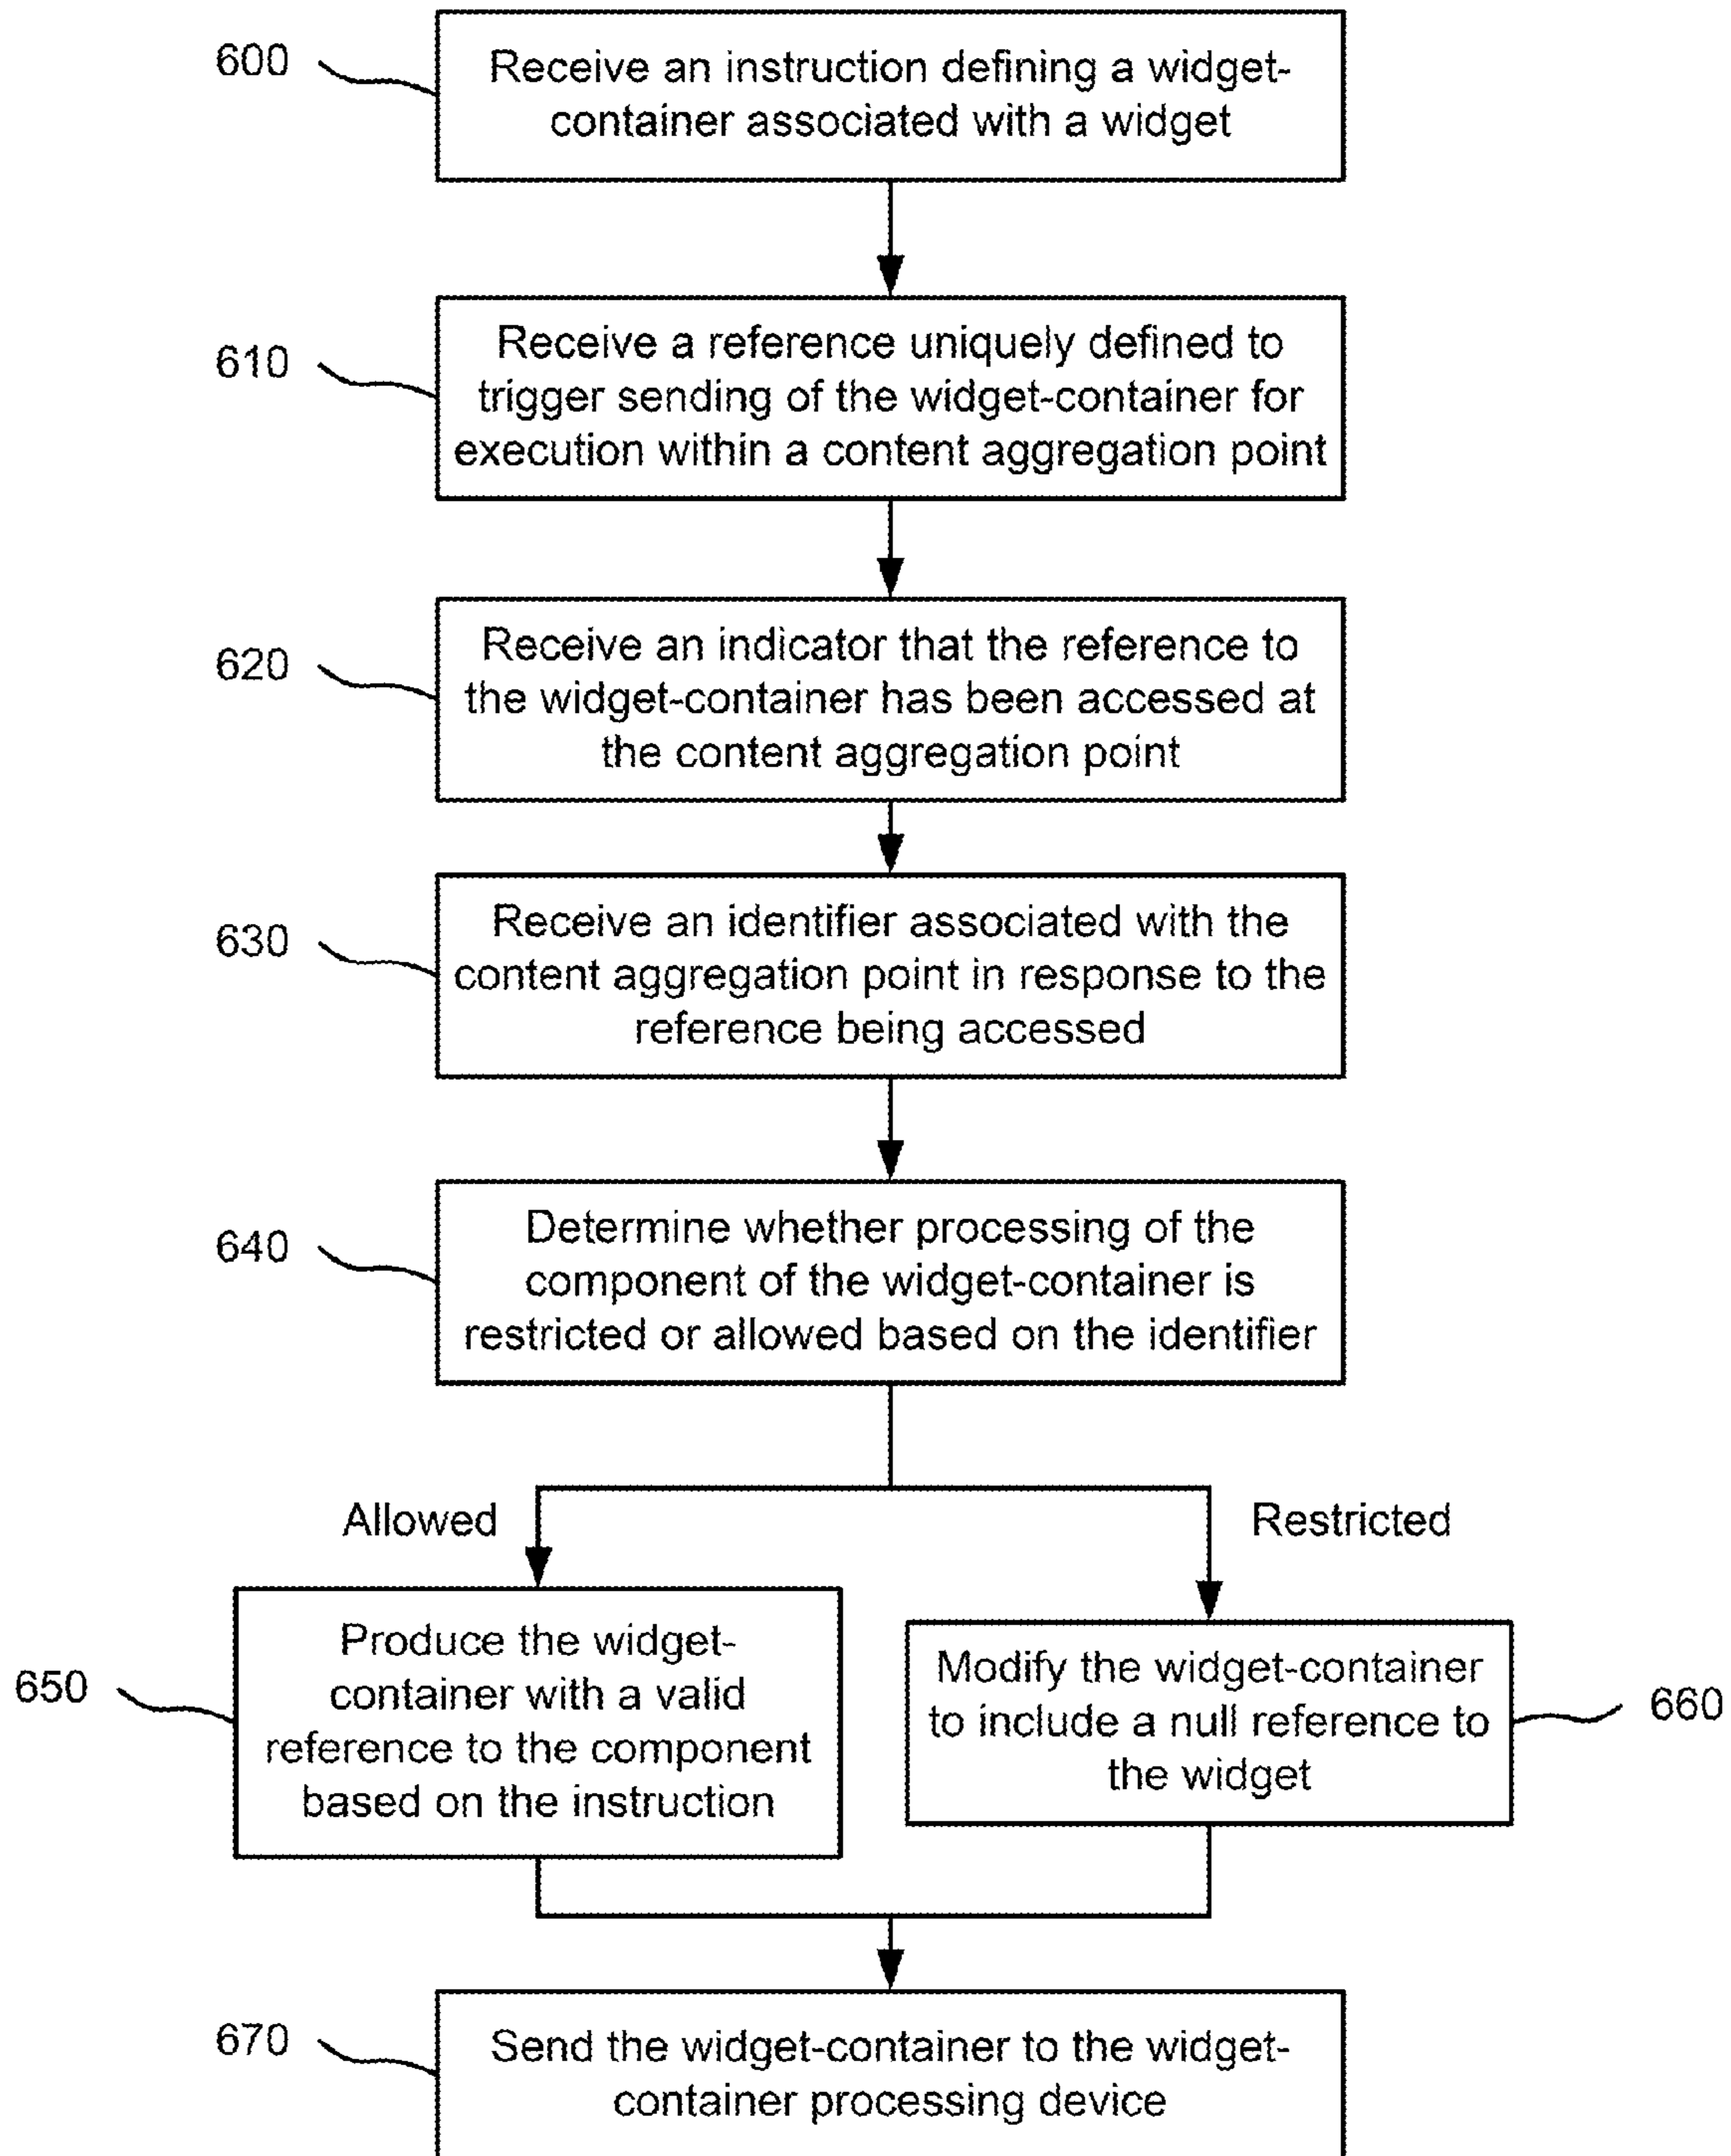 600
Receive an instruction defining a widget-
container associated with a widget
610
Receive a reference uniquely defined to
trigger sending of the widget-container for
execution within a content aggregation point
620
Receive an indicator that the reference to
the widget-container has been accessed at
the content aggregation point
630
Receive an identifier associated with the
content aggregation point in response to the
reference being accessed
640
Determine whether processing of the
component of the widget-container is
restricted or allowed based on the identifier
Allowed
Restricted
650
Produce the widget-
container with a valid
reference to the component
based on the instruction
Modify the widget-container
to include a null reference to
the widget
660
670
Send the widget-container to the widget-
container processing device